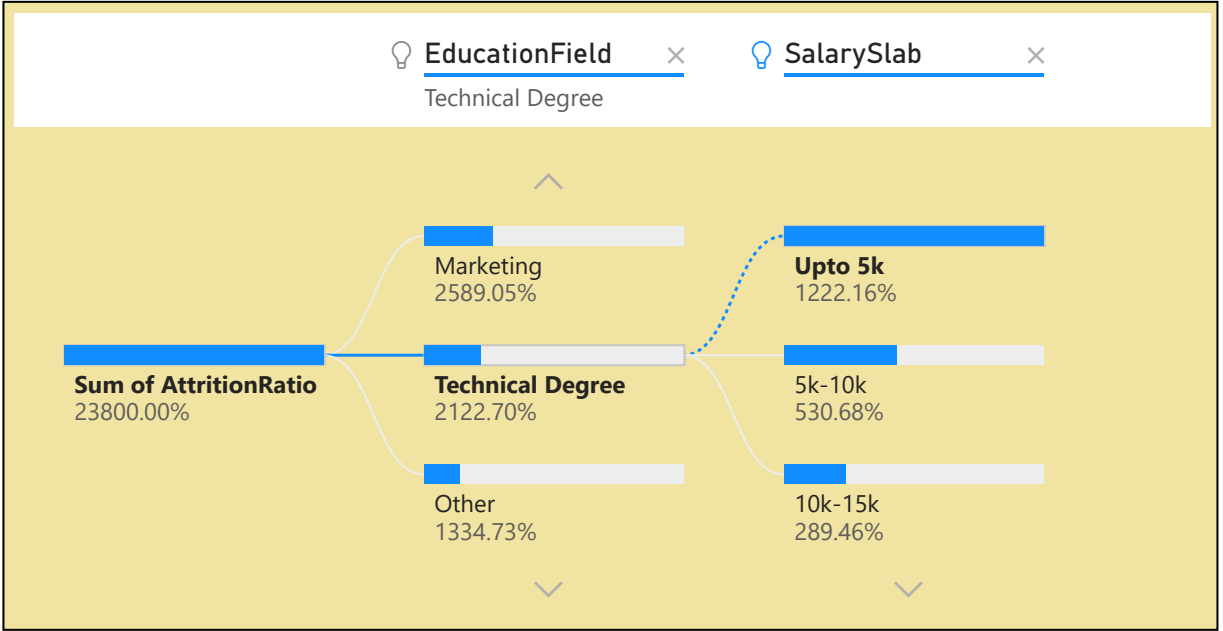 EducationField
Technical Degree
SalarySlab
Sum of AttritionRatio
23800.00%
Marketing
2589.05%
Technical Degree
2122.70%
Other
1334.73%
Upto 5k
1222.16%
5k-10k
530.68%
10k-15k
289.46%